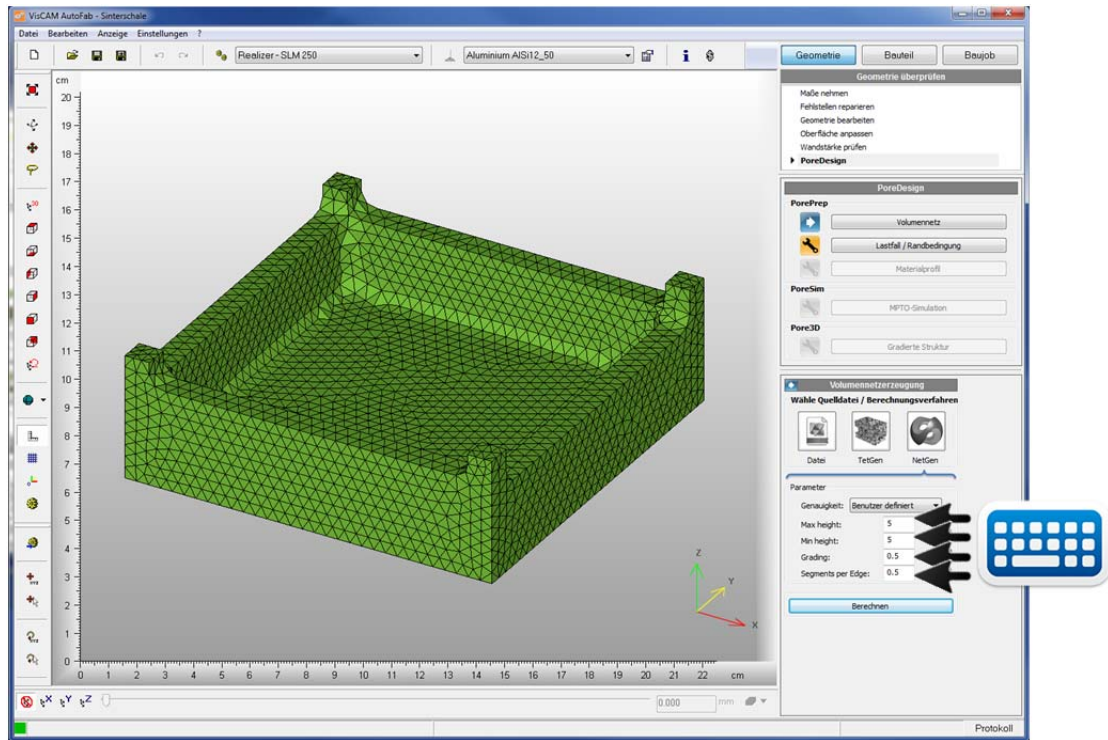 VisCAM AutoFab - Sinterschale
Datei Bearbeiten Anzeige Einstellungen ?
Realizer - SLM 250 Aluminium AlSi12_50 Geometrie Bauteil Baujob
Geometrie überprüfen
Maße nehmen
Fehlstellen reparieren
Geometrie bearbeiten
Oberfläche anpassen
Wandstärke prüfen
PoreDesign
PoreDesign
PorePrep
Volumennetz
Lastfall / Randbedingung
Materialprofil
PoreSim
MPTO-Simulation
Pore3D
Gradierte Struktur
Volumennetzerzeugung
Wähle Quelldatei / Berechnungsverfahren
Datei TetGen NetGen
Parameter
Genauigkeit: Benutzer definiert
Max height: 5
Min height: 5
Grading: 0.5
Segments per Edge: 0.5
Berechnen
cm
20
19
18
17
16
15
14
13
12
11
10
9
8
7
6
5
4
3
2
1
0
Z
Y
X
0 1 2 3 4 5 6 7 8 9 10 11 12 13 14 15 16 17 18 19 20 21 22 cm
X Y Z 0.000 mm
Protokoll